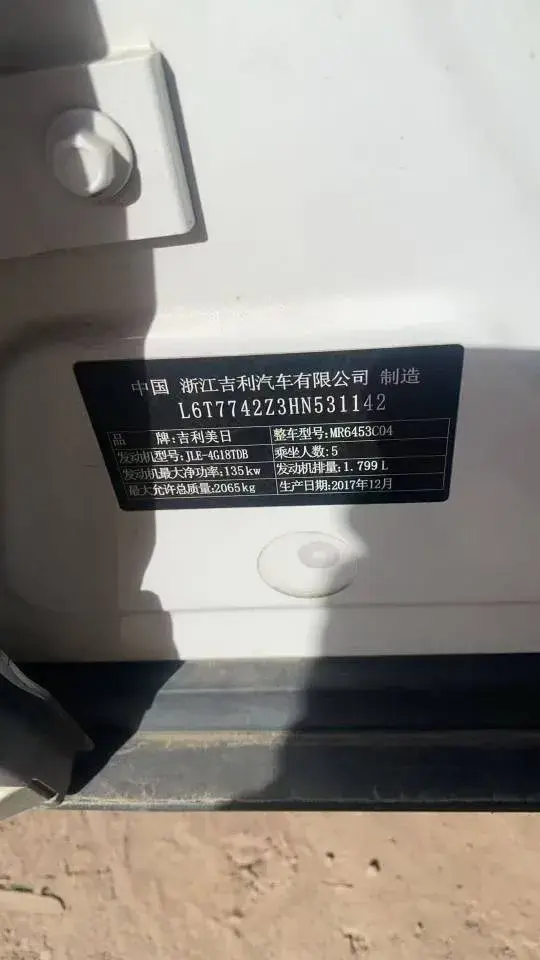 中国 浙江吉利汽车有限公司 制造
L6T7742Z3HN531142
品 牌:吉利美日 整车型号:MR6453C04
发动机型号:JLE-4G18TDB 乘坐人数:5
发动机最大净功率:135kw 发动机排量:1.799L
最大允许总质量:2065kg 生产日期:2017年12月